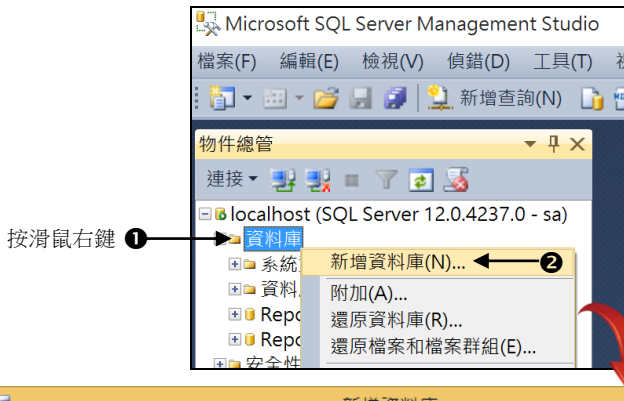 Microsoft SQL Server Management Studio
檔案(F) 編輯(E) 檢視(V) 偵錯(D) 工具(T)
新增查詢(N)
物件總管
連接
localhost (SQL Server 12.0.4237.0 - sa)
按滑鼠右鍵 ❶ 資料庫
系統
新增資料庫(N)... ❷
資料
附加(A)...
還原資料庫(R)...
還原檔案和檔案群組(E)...
安全性